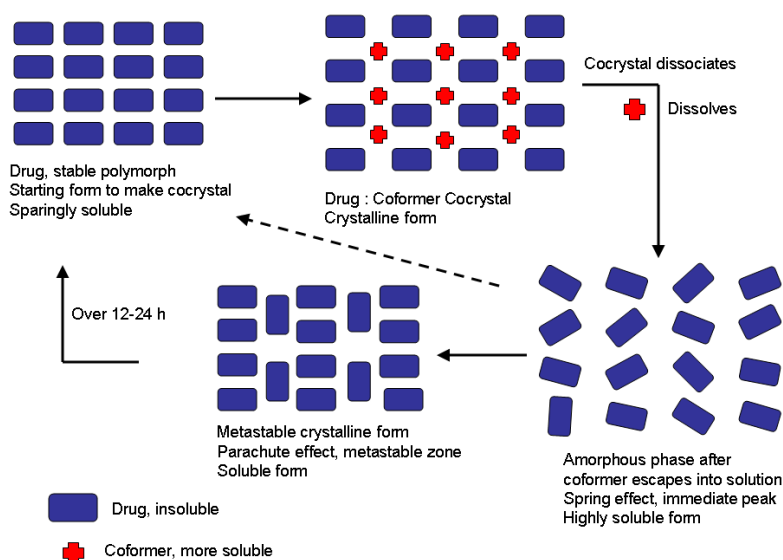 Cocrystal dissociates
Dissolves
Drug, stable polymorph
Starting form to make cocrystal
Sparingly soluble
Drug : Coformer Cocrystal
Crystalline form
Over 12-24 h
Metastable crystalline form
Parachute effect, metastable zone
Soluble form
Amorphous phase after
coformer escapes into solution
Spring effect, immediate peak
Highly soluble form
Drug, insoluble
Coformer, more soluble